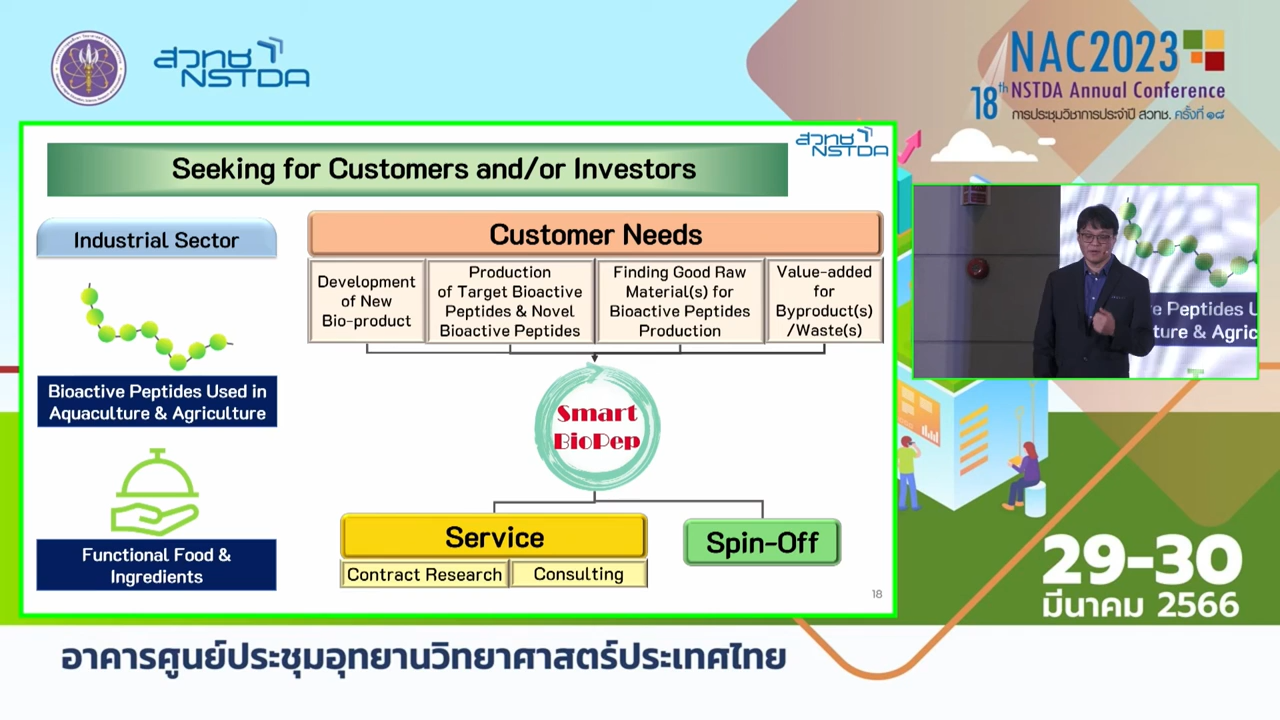 สวทช
NSTDA
NAC2023
18th NSTDA Annual Conference
การประชุมวิชาการประจำปี สวทช. ครั้งที่ ๑๘
สวทช
NSTDA
Seeking for Customers and/or Investors
Industrial Sector
Bioactive Peptides Used in
Aquaculture & Agriculture
Functional Food &
Ingredients
Customer Needs
Development
of New
Bio-product
Production
of Target Bioactive
Peptides & Novel
Bioactive Peptides
Finding Good Raw
Material(s) for
Bioactive Peptides
Production
Value-added
for
Byproduct(s)
/Waste(s)
Smart
BioPep
Service
Contract Research
Consulting
Spin-Off
18
e Peptides U
ture & Agric
29-30
มีนาคม 2566
อาคารศูนย์ประชุมอุทยานวิทยาศาสตร์ประเทศไทย